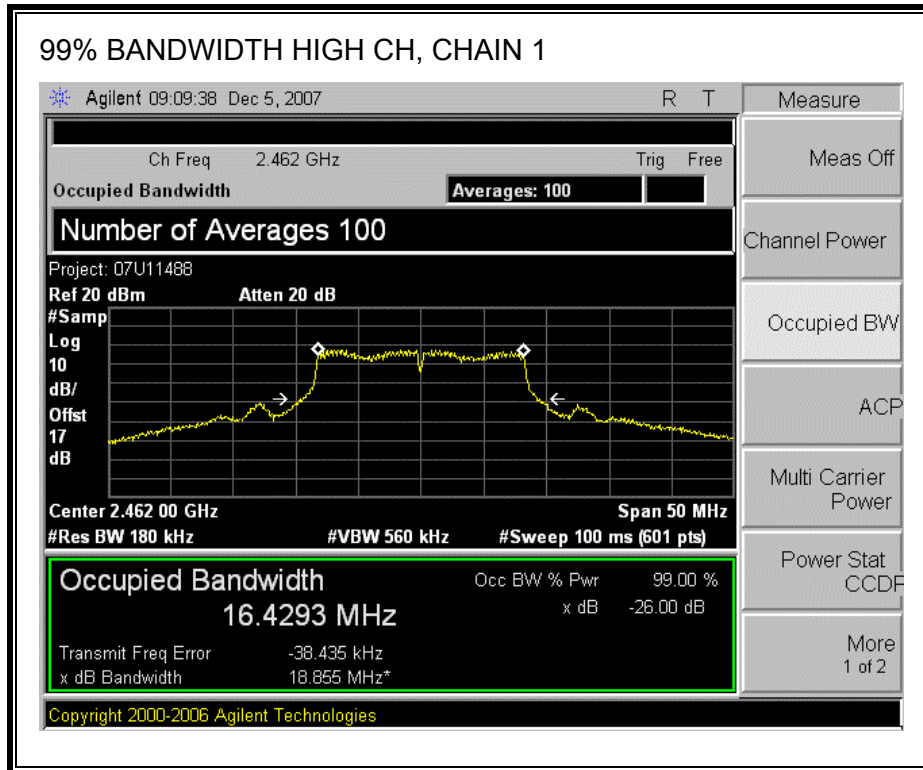 99% BANDWIDTH HIGH CH, CHAIN 1
Agilent 09:09:38 Dec 5, 2007 R T
Measure
Ch Freq 2.462 GHz Trig Free
Occupied Bandwidth Averages: 100
Number of Averages 100
Project: 07U11488
Ref 20 dBm Atten 20 dB
#Samp
Log
10
dB/
Offst
17
dB
Center 2.462 00 GHz Span 50 MHz
#Res BW 180 kHz #VBW 560 kHz #Sweep 100 ms (601 pts)
Occupied Bandwidth Occ BW % Pwr 99.00 %
16.4293 MHz x dB -26.00 dB
Transmit Freq Error -38.435 kHz
x dB Bandwidth 18.855 MHz*
Copyright 2000-2006 Agilent Technologies
Meas Off
Channel Power
Occupied BW
ACP
Multi Carrier
Power
Power Stat
CCDF
More
1 of 2